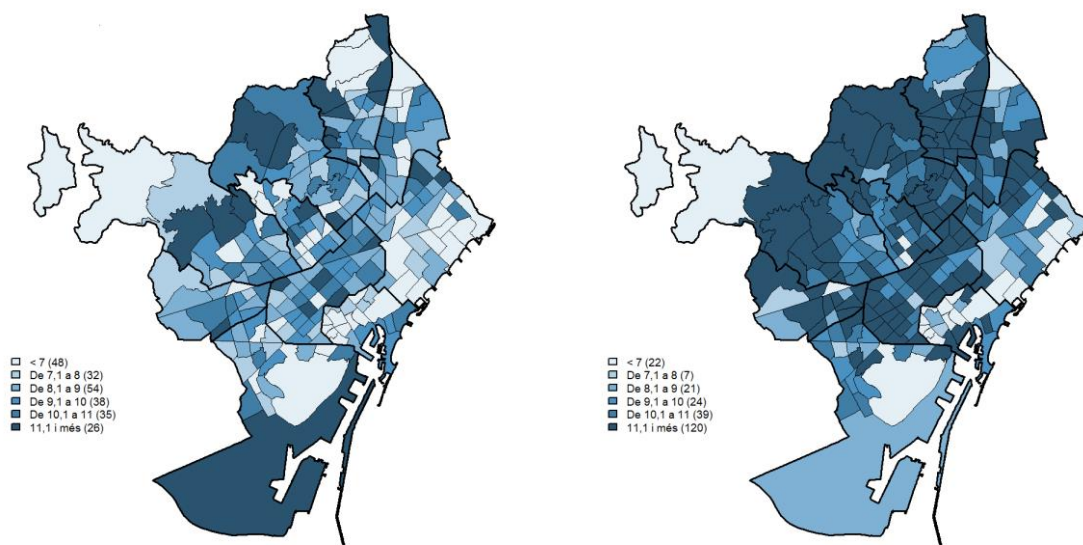 < 7 (48)
De 7,1 a 8 (32)
De 8,1 a 9 (54)
De 9,1 a 10 (38)
De 10,1 a 11 (35)
11,1 i més (26)
< 7 (22)
De 7,1 a 8 (7)
De 8,1 a 9 (21)
De 9,1 a 10 (24)
De 10,1 a 11 (39)
11,1 i més (120)